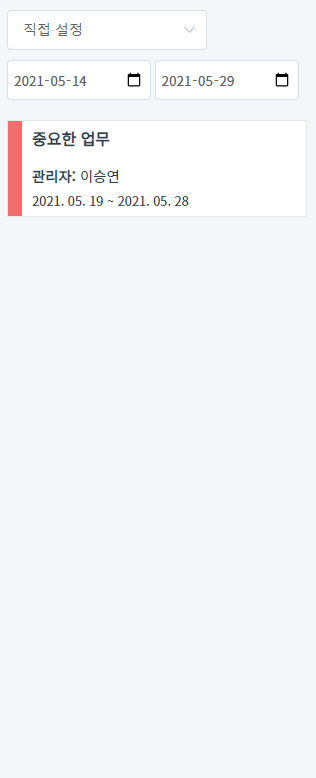 직접 설정
2021-05-14 2021-05-29
중요한 업무
관리자: 이승연
2021. 05. 19 ~ 2021. 05. 28